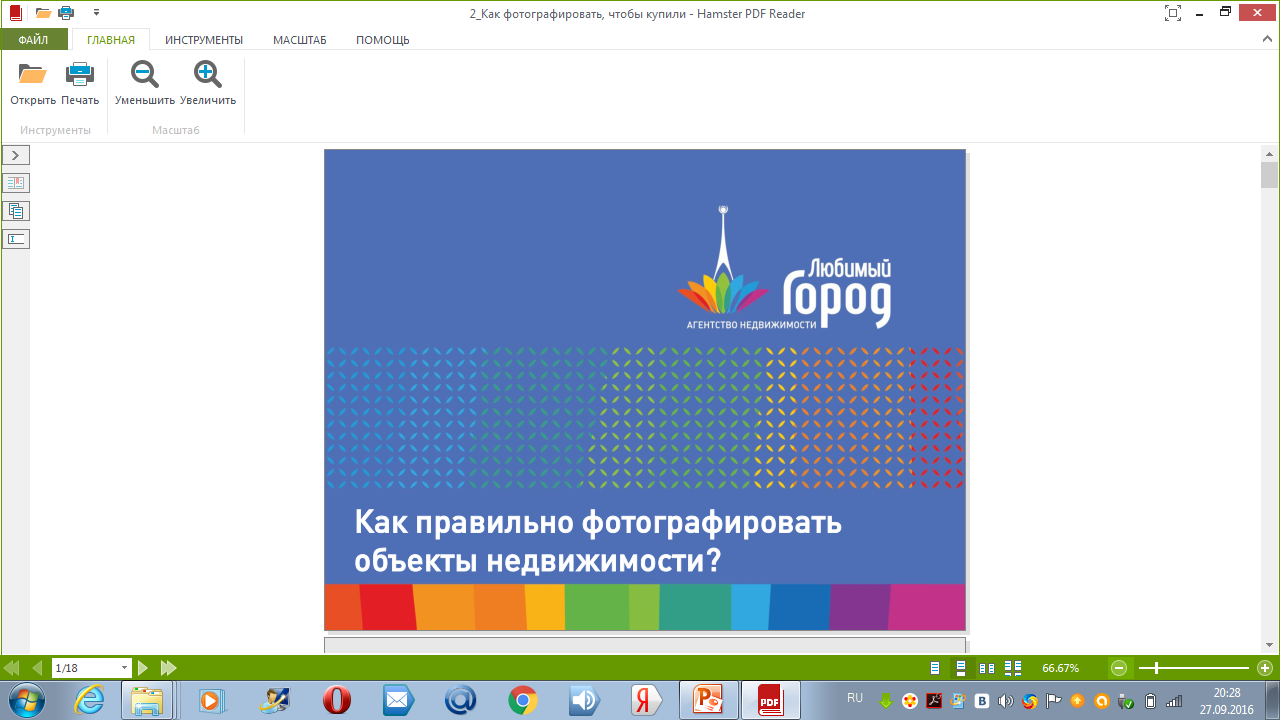 2_Как фотографировать, чтобы купили - Hamster PDF Reader
ФАЙЛ ГЛАВНАЯ ИНСТРУМЕНТЫ МАСШТАБ ПОМОЩЬ
Открыть Печать Уменьшить Увеличить
Инструменты Масштаб
Любимый
Город
АГЕНТСТВО НЕДВИЖИМОСТИ
Как правильно фотографировать
объекты недвижимости?
1/18 66.67%
RU 20:28
27.09.2016
PDF